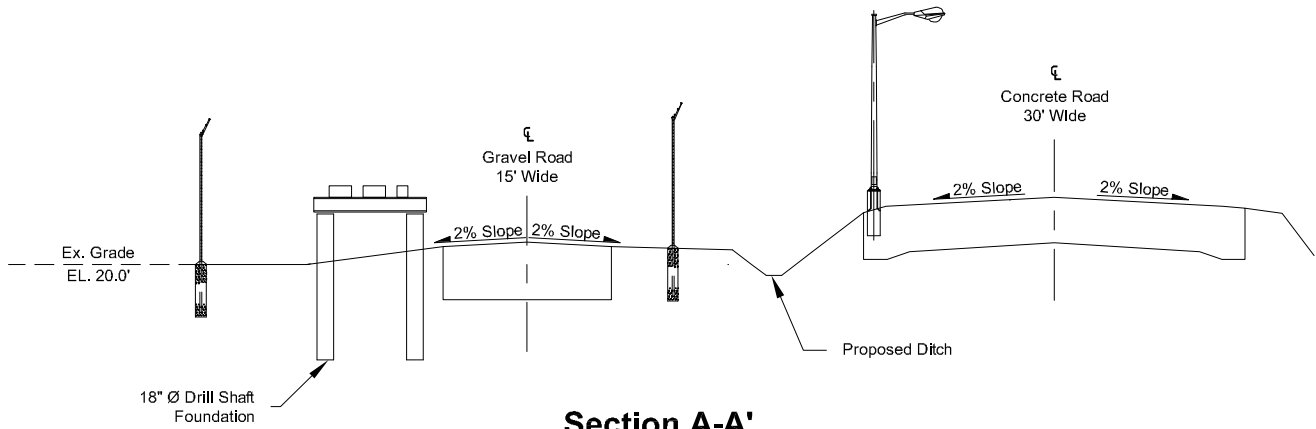 ℄
Concrete Road
30' Wide
℄
Gravel Road
15' Wide
2% Slope
2% Slope
2% Slope
2% Slope
Ex. Grade
EL. 20.0'
Proposed Ditch
18" Ø Drill Shaft
Foundation
Section A-A'